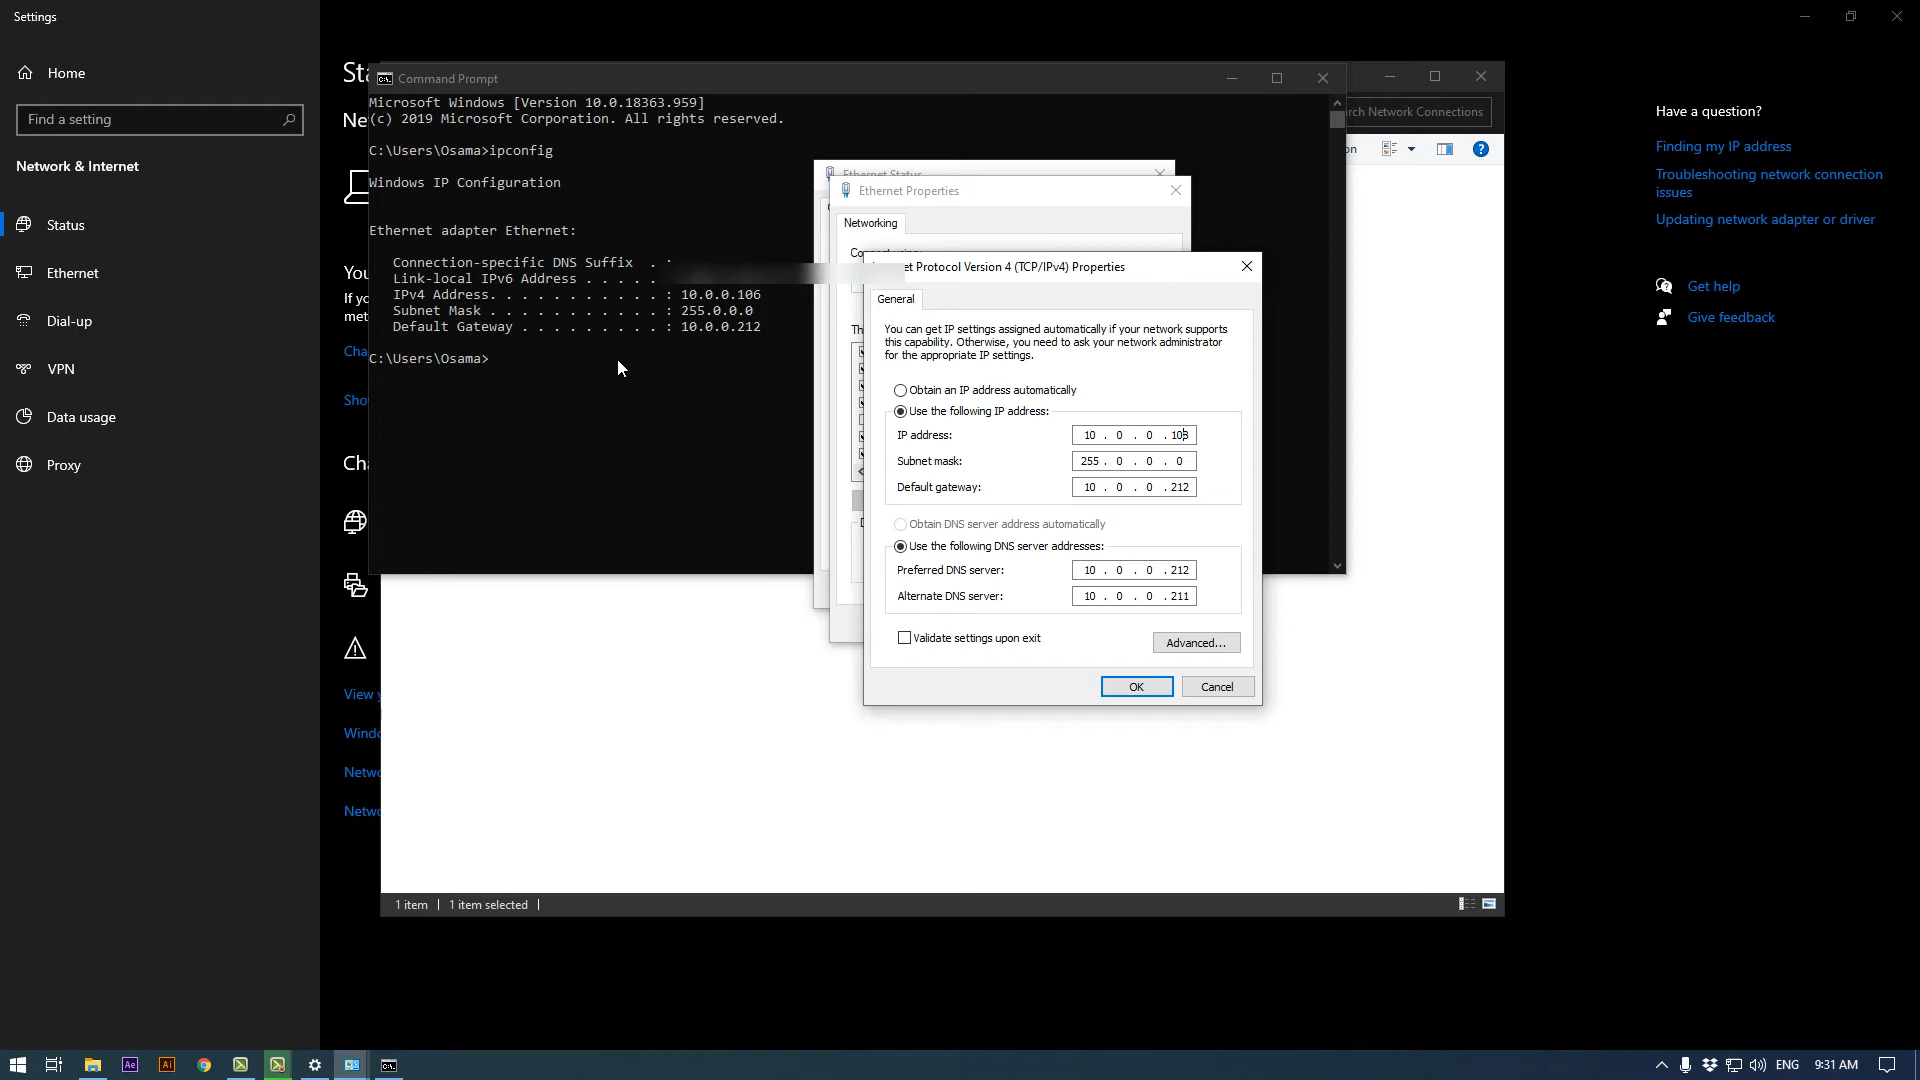 Settings
Home
Find a setting
Network & Internet
Status
Ethernet
Dial-up
VPN
Data usage
Proxy
Command Prompt
Microsoft Windows [Version 10.0.18363.959]
(c) 2019 Microsoft Corporation. All rights reserved.
C:\Users\Osama>ipconfig
Windows IP Configuration
Ethernet adapter Ethernet:
Connection-specific DNS Suffix . :
Link-local IPv6 Address . . . . .
IPv4 Address. . . . . . . . . . . : 10.0.0.106
Subnet Mask . . . . . . . . . . . : 255.0.0.0
Default Gateway . . . . . . . . . : 10.0.0.212
C:\Users\Osama>
Ethernet Status
Ethernet Properties
Networking
Connect using:
Protocol Version 4 (TCP/IPv4) Properties
General
You can get IP settings assigned automatically if your network supports
this capability. Otherwise, you need to ask your network administrator
for the appropriate IP settings.
Obtain an IP address automatically
Use the following IP address:
IP address: 10 . 0 . 0 . 103
Subnet mask: 255 . 0 . 0 . 0
Default gateway: 10 . 0 . 0 . 212
Obtain DNS server address automatically
Use the following DNS server addresses:
Preferred DNS server: 10 . 0 . 0 . 212
Alternate DNS server: 10 . 0 . 0 . 211
Validate settings upon exit
Advanced...
OK
Cancel
Network Connections
1 item
1 item selected
Have a question?
Finding my IP address
Troubleshooting network connection
issues
Updating network adapter or driver
Get help
Give feedback
View
ENG
9:31 AM